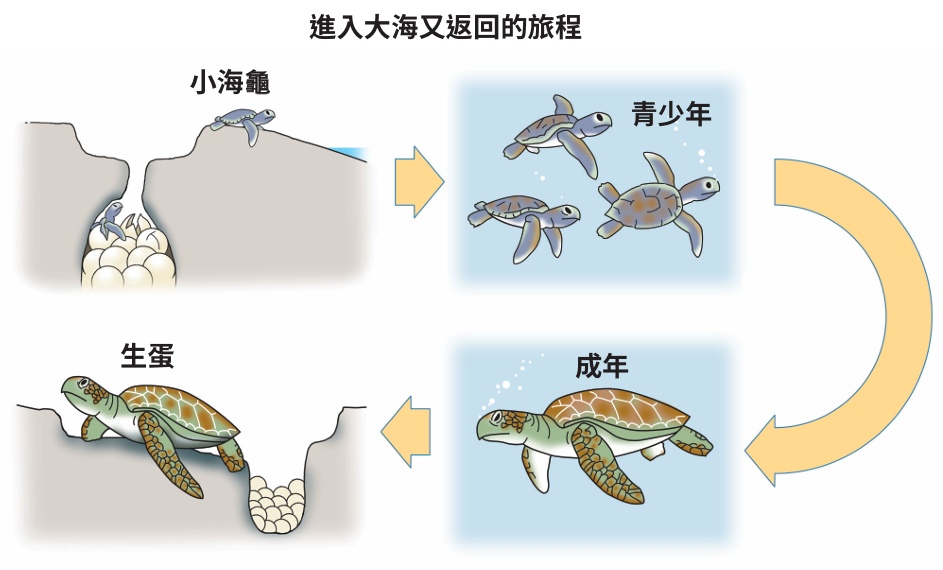 進入大海又返回的旅程
小海龜
青少年
成年
生蛋